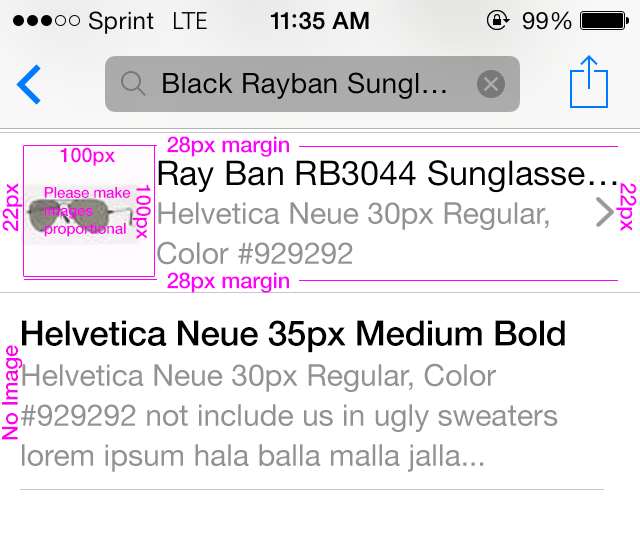 Sprint LTE 11:35 AM 99%
Black Rayban Sungl...
28px margin
100px
22px
Please make
images
proportional
100px
Ray Ban RB3044 Sunglasse...
Helvetica Neue 30px Regular,
Color #929292
22px
28px margin
No Image
Helvetica Neue 35px Medium Bold
Helvetica Neue 30px Regular, Color
#929292 not include us in ugly sweaters
lorem ipsum hala balla malla jalla...